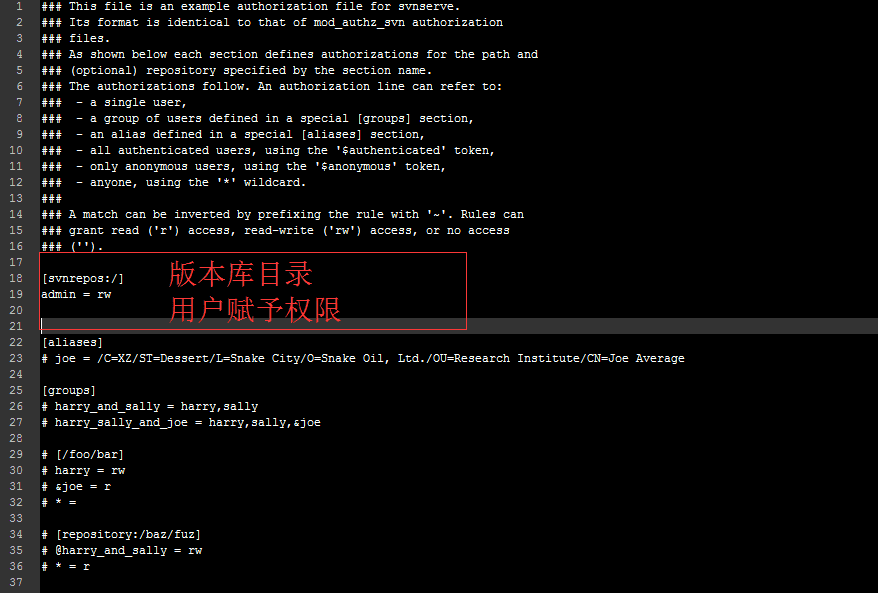 1 ### This file is an example authorization file for svnserve.
2 ### Its format is identical to that of mod_authz_svn authorization
3 ### files.
4 ### As shown below each section defines authorizations for the path and
5 ### (optional) repository specified by the section name.
6 ### The authorizations follow. An authorization line can refer to:
7 ###  - a single user,
8 ###  - a group of users defined in a special [groups] section,
9 ###  - an alias defined in a special [aliases] section,
10 ###  - all authenticated users, using the '$authenticated' token,
11 ###  - only anonymous users, using the '$anonymous' token,
12 ###  - anyone, using the '*' wildcard.
13 ###
14 ### A match can be inverted by prefixing the rule with '~'. Rules can
15 ### grant read ('r') access, read-write ('rw') access, or no access
16 ### ('').
17
18 [svnrepos:/] 版本库目录
19 admin = rw 用户赋予权限
20
21
22 [aliases]
23 # joe = /C=XZ/ST=Dessert/L=Snake City/O=Snake Oil, Ltd./OU=Research Institute/CN=Joe Average
24
25 [groups]
26 # harry_and_sally = harry,sally
27 # harry_sally_and_joe = harry,sally,&joe
28
29 # [/foo/bar]
30 # harry = rw
31 # &joe = r
32 # * =
33
34 # [repository:/baz/fuz]
35 # @harry_and_sally = rw
36 # * = r
37